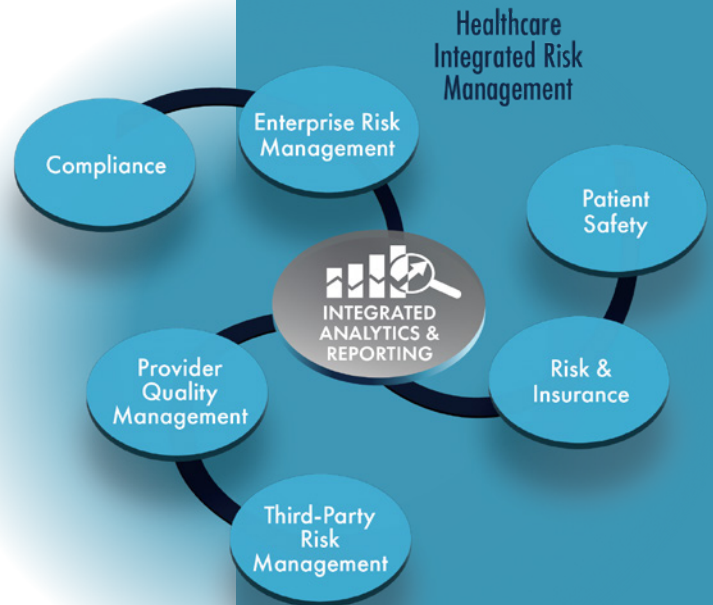 Healthcare
Integrated Risk
Management
Enterprise Risk
Management
Compliance
Patient
Safety
INTEGRATED
ANALYTICS &
REPORTING
Provider
Quality
Management
Risk &
Insurance
Third-Party
Risk
Management